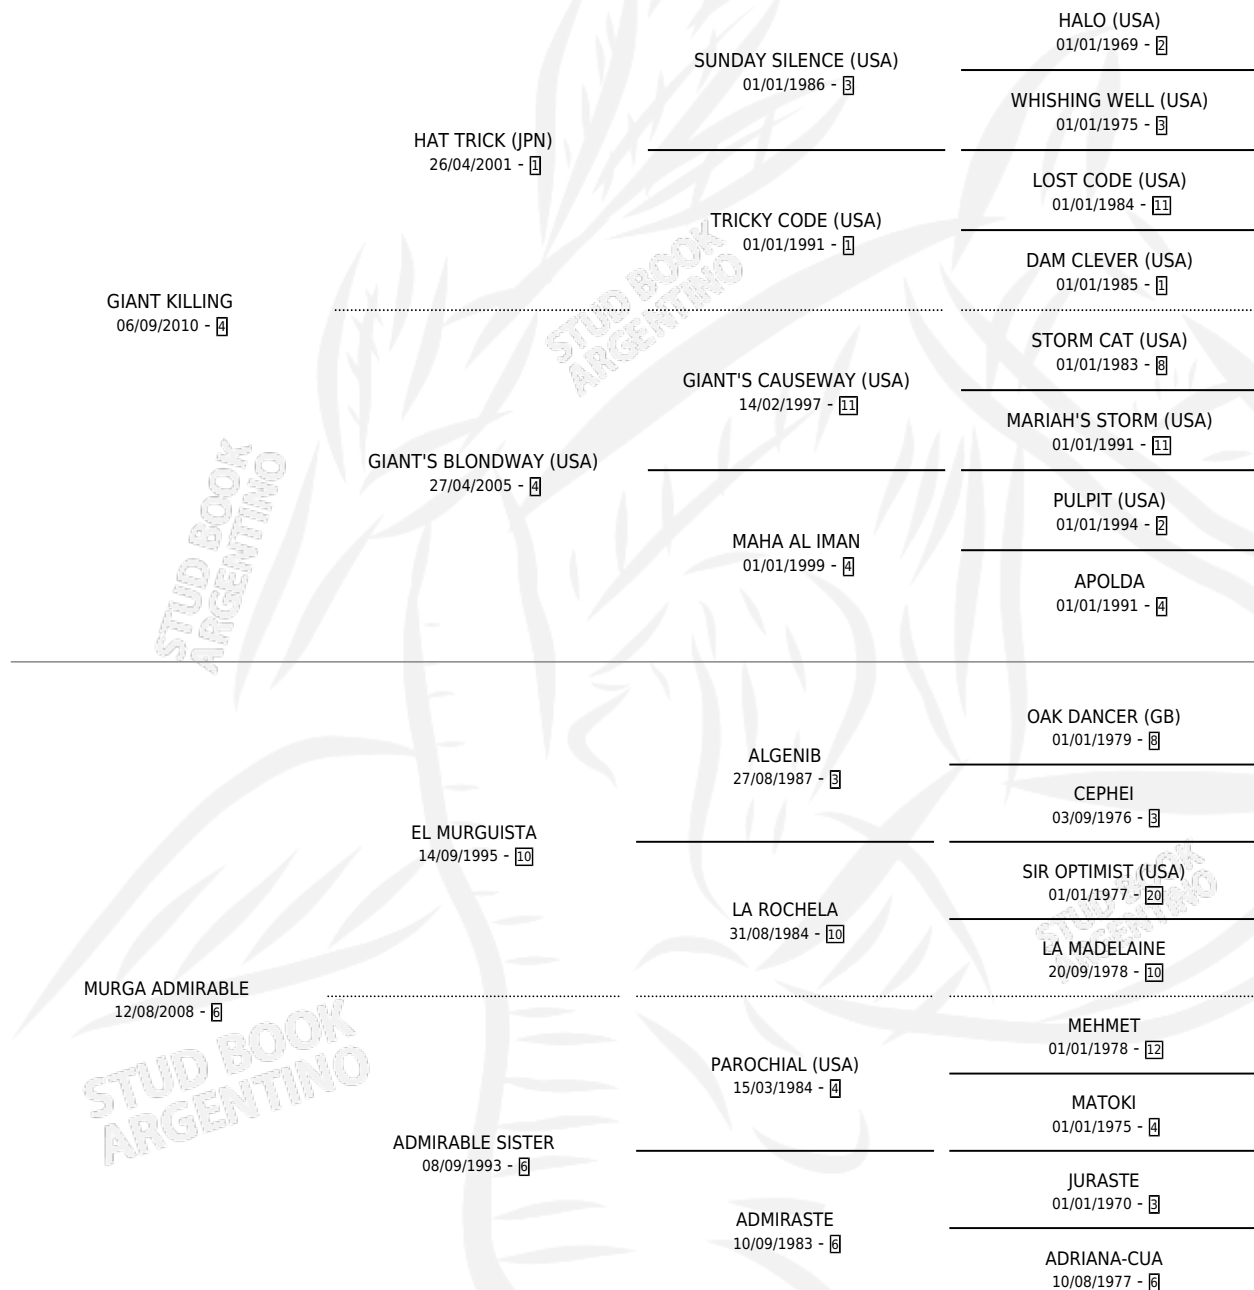 HALO (USA)
01/01/1969 - 2
SUNDAY SILENCE (USA)
01/01/1986 - 3
WHISHING WELL (USA)
01/01/1975 - 3
HAT TRICK (JPN)
26/04/2001 - 1
LOST CODE (USA)
01/01/1984 - 11
TRICKY CODE (USA)
01/01/1991 - 1
DAM CLEVER (USA)
01/01/1985 - 1
GIANT KILLING
06/09/2010 - 4
STORM CAT (USA)
01/01/1983 - 8
GIANT'S CAUSEWAY (USA)
14/02/1997 - 11
MARIAH'S STORM (USA)
01/01/1991 - 11
GIANT'S BLONDWAY (USA)
27/04/2005 - 4
PULPIT (USA)
01/01/1994 - 2
MAHA AL IMAN
01/01/1999 - 4
APOLDA
01/01/1991 - 4
OAK DANCER (GB)
01/01/1979 - 8
ALGENIB
27/08/1987 - 3
CEPHEI
03/09/1976 - 3
EL MURGUISTA
14/09/1995 - 10
SIR OPTIMIST (USA)
01/01/1977 - 20
LA ROCHELA
31/08/1984 - 10
LA MADELAINE
20/09/1978 - 10
MURGA ADMIRABLE
12/08/2008 - 6
MEHMET
01/01/1978 - 12
PAROCHIAL (USA)
15/03/1984 - 4
MATOKI
01/01/1975 - 4
ADMIRABLE SISTER
08/09/1993 - 6
JURASTE
01/01/1970 - 3
ADMIRASTE
10/09/1983 - 6
ADRIANA-CUA
10/08/1977 - 6
STUD BOOK
ARGENTINO
STUD BOOK
ARGENTINO
STUD BOOK
ARGENTINO
STUD BOOK
ARGENTINO